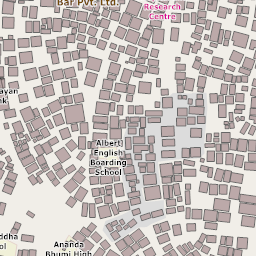 Bar Pvt. Ltd.
Research
Centre
Albert
English
Boarding
School
Ananda
Bhumi High